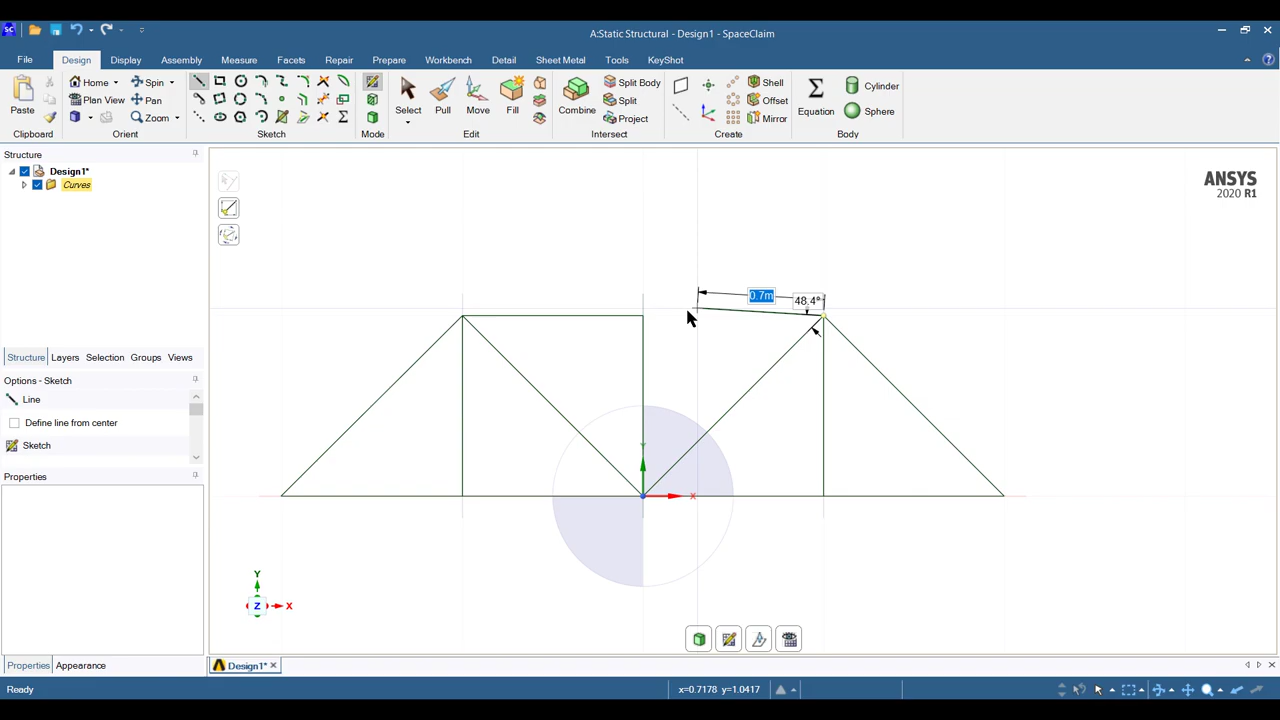 A:Static Structural - Design1 - SpaceClaim
File Design Display Assembly Measure Facets Repair Prepare Workbench Detail Sheet Metal Tools KeyShot
Paste Home Spin Select Pull Move Fill Combine Split Body Shell Equation Cylinder
Plan View Pan Split Offset Sphere
Zoom Project Mirror
Clipboard Orient Sketch Mode Edit Intersect Create Body
Structure
Design1*
Curves
ANSYS
2020 R1
0.7m
48.4°
Structure Layers Selection Groups Views
Options - Sketch
Line
Define line from center
Sketch
Properties
Y
X
Y
Z
X
Properties Appearance
Design1*
Ready
x=0.7178 y=1.0417